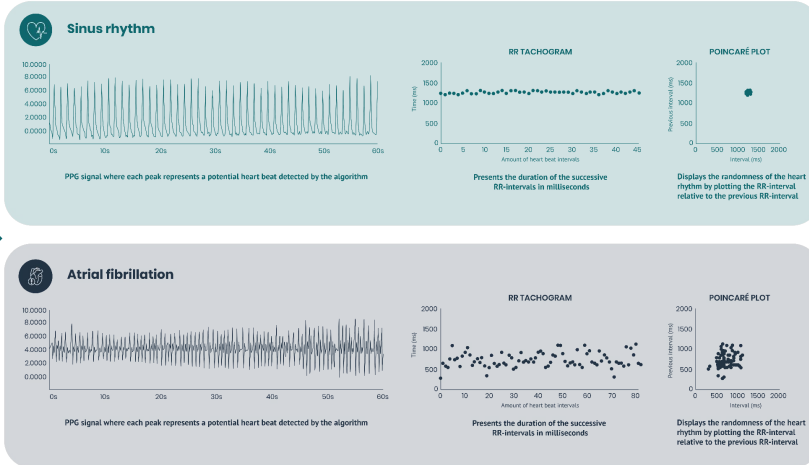 Sinus rhythm
10.0000
8.0000
6.0000
4.0000
2.0000
0.0000
0s 10s 20s 30s 40s 50s 60s
PPG signal where each peak represents a potential heart beat detected by the algorithm
RR TACHOGRAM
Time (ms)
2000
1500
1000
500
0
0 5 10 15 20 25 30 35 40 45
Amount of heart beat intervals
Presents the duration of the successive
RR-intervals in milliseconds
POINCARÉ PLOT
Previous interval (ms)
2000
1500
1000
500
0
0 500 1000 1500 2000
Interval (ms)
Displays the randomness of the heart
rhythm by plotting the RR-interval
relative to the previous RR-interval
Atrial fibrillation
10.0000
8.0000
6.0000
4.0000
2.0000
0.0000
0s 10s 20s 30s 40s 50s 60s
PPG signal where each peak represents a potential heart beat detected by the algorithm
RR TACHOGRAM
Time (ms)
2000
1500
1000
500
0
0 10 20 30 40 50 60 70 80
Amount of heart beat intervals
Presents the duration of the successive
RR-intervals in milliseconds
POINCARÉ PLOT
Previous interval (ms)
2000
1500
1000
500
0
0 500 1000 1500 2000
Interval (ms)
Displays the randomness of the heart
rhythm by plotting the RR-interval
relative to the previous RR-interval